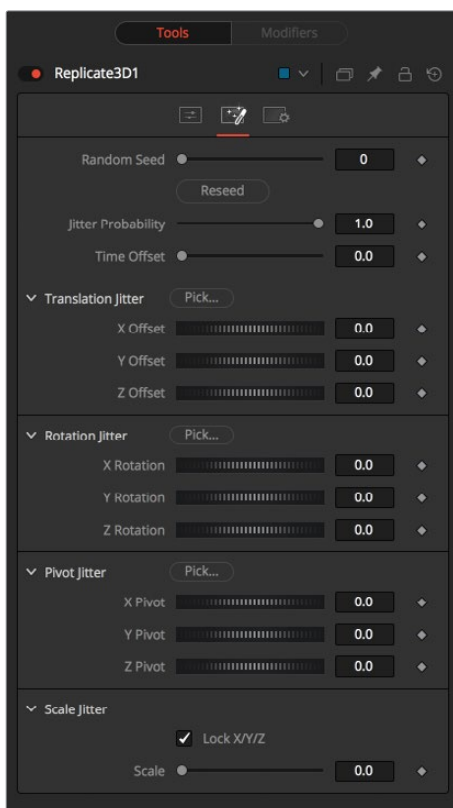 Tools Modifiers
Replicate3D1
Random Seed 0
Reseed
Jitter Probability 1.0
Time Offset 0.0
Translation Jitter Pick...
X Offset 0.0
Y Offset 0.0
Z Offset 0.0
Rotation Jitter Pick...
X Rotation 0.0
Y Rotation 0.0
Z Rotation 0.0
Pivot Jitter Pick...
X Pivot 0.0
Y Pivot 0.0
Z Pivot 0.0
Scale Jitter
Lock X/Y/Z
Scale 0.0